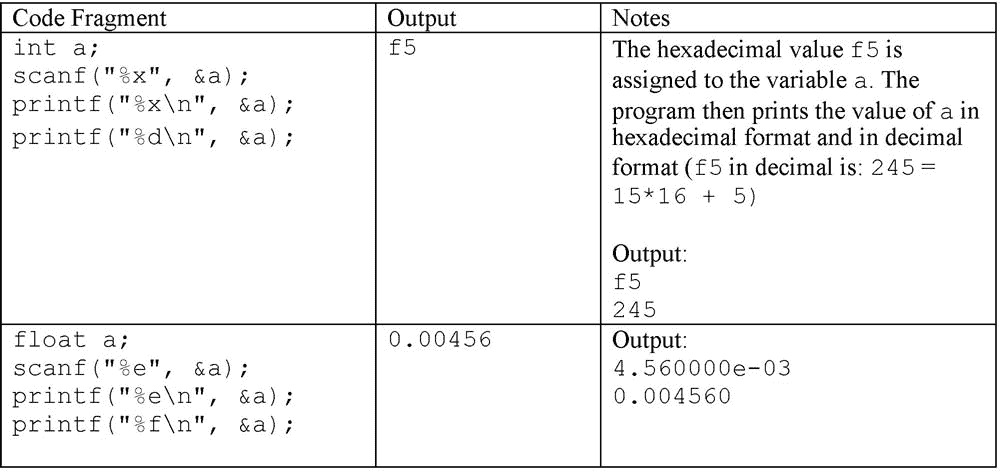 Code Fragment Output Notes
int a;
scanf("%x", &a);
printf("%x\n", &a);
printf("%d\n", &a);
f5
The hexadecimal value f5 is
assigned to the variable a. The
program then prints the value of a in
hexadecimal format and in decimal
format (f5 in decimal is: 245 =
15*16 + 5)
Output:
f5
245
float a;
scanf("%e", &a);
printf("%e\n", &a);
printf("%f\n", &a);
0.00456
Output:
4.560000e-03
0.004560